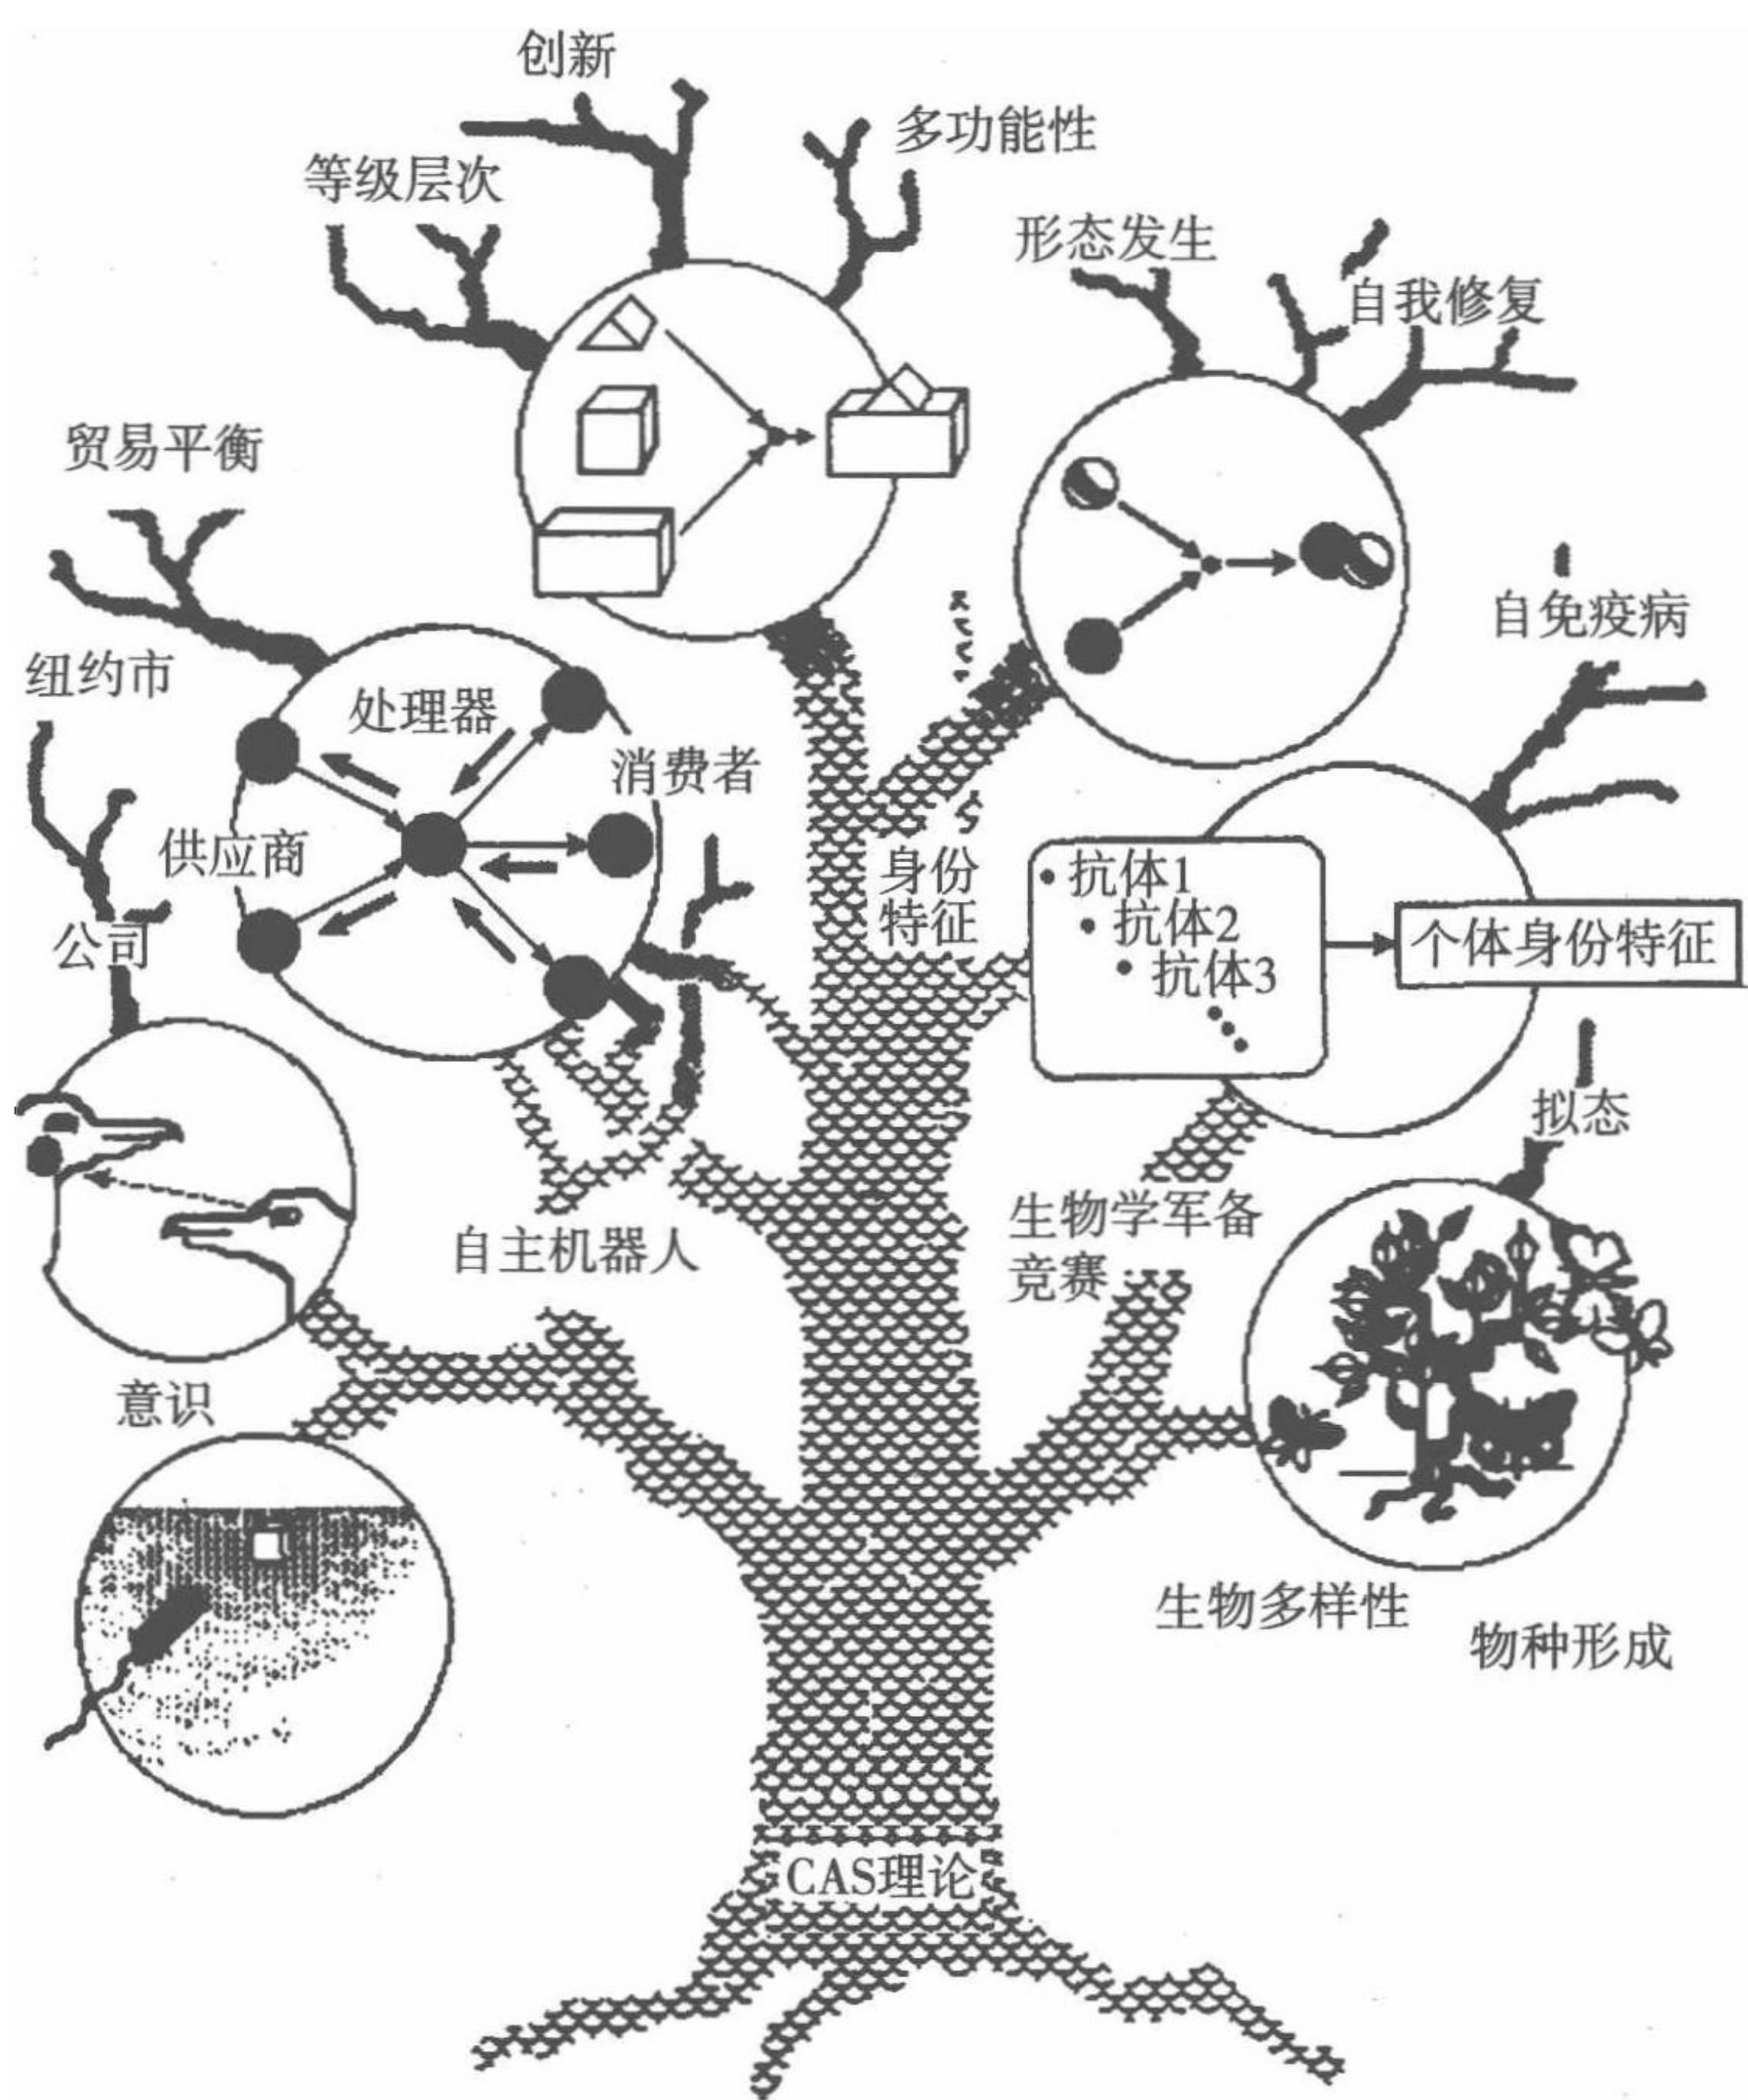 创新
多功能性
等级层次
形态发生
自我修复
贸易平衡
自免疫病
纽约市
处理器
消费者
供应商
身份
特征
抗体1
抗体2
抗体3
个体身份特征
公司
拟态
生物学军备
竞赛
自主机器人
意识
生物多样性
物种形成
CAS理论